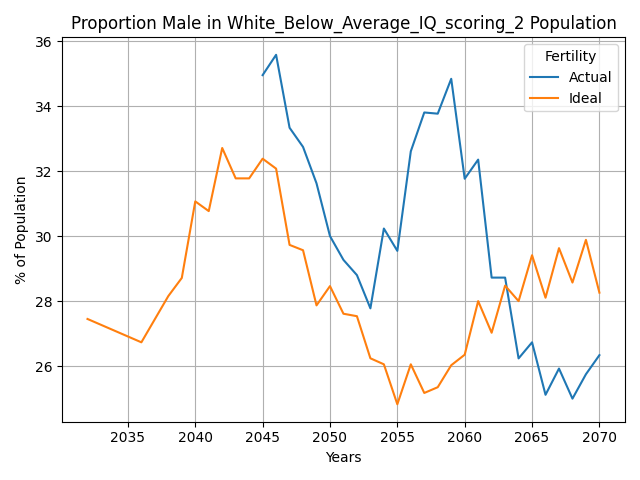 Proportion Male in White_Below_Average_IQ_scoring_2 Population
Fertility
Actual
Ideal
% of Population
36
34
32
30
28
26
2035 2040 2045 2050 2055 2060 2065 2070
Years